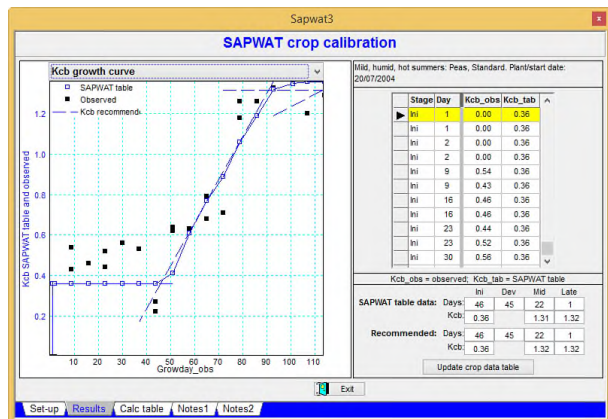 Sapwat3
SAPWAT crop calibration
Kcb growth curve
SAPWAT table
Observed
Kcb recommend
Kcb SAPWAT table and observed
1.2
1.0
0.8
0.6
0.4
0.2
10 20 30 40 50 60 70 80 90 100 110
Growday_obs
Mild, humid, hot summers: Peas, Standard. Plant/start date:
20/07/2004
Stage Day Kcb_obs Kcb_tab
Ini 1 0.00 0.36
Ini 1 0.00 0.36
Ini 2 0.00 0.36
Ini 2 0.00 0.36
Ini 9 0.54 0.36
Ini 9 0.43 0.36
Ini 16 0.46 0.36
Ini 16 0.46 0.36
Ini 23 0.44 0.36
Ini 23 0.52 0.36
Ini 30 0.56 0.36
Kcb_obs = observed; Kcb_tab = SAPWAT table
Ini Dev Mid Late
SAPWAT table data: Days: 46 45 22 1
Kcb: 0.36 1.31 1.32
Recommended: Days: 46 45 22 1
Kcb: 0.36 1.32 1.32
Update crop data table
Exit
Set-up Results Calc table Notes1 Notes2